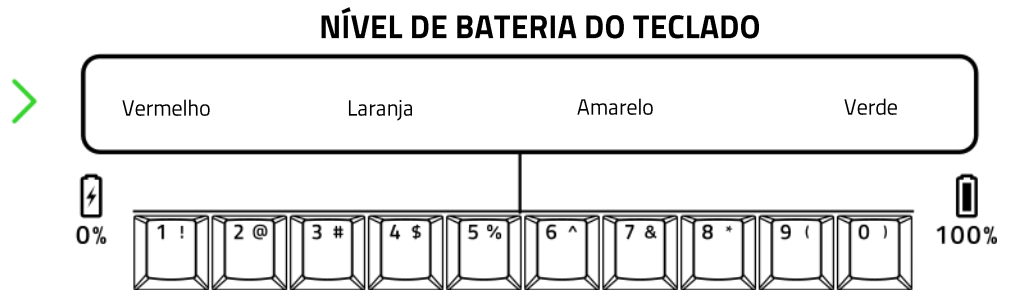 NÍVEL DE BATERIA DO TECLADO
Vermelho Laranja Amarelo Verde
0% 100%
1 ! 2 @ 3 # 4 $ 5 % 6 ^ 7 & 8 * 9 ( 0 )